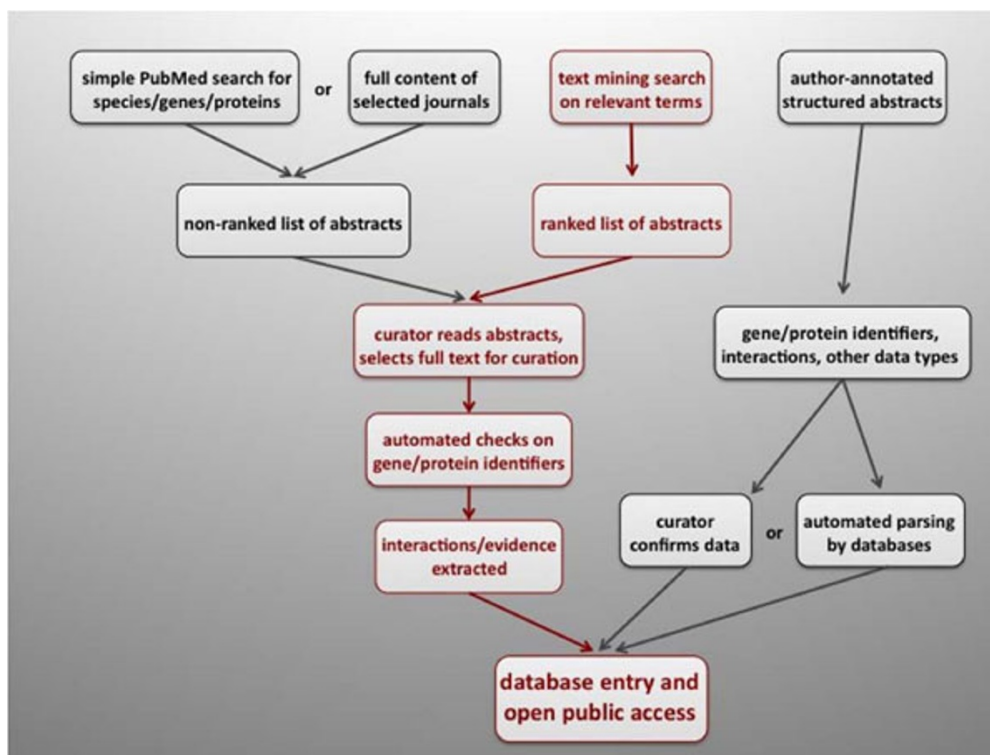 simple PubMed search for
species/genes/proteins
or
full content of
selected journals
text mining search
on relevant terms
author-annotated
structured abstracts
non-ranked list of abstracts
ranked list of abstracts
curator reads abstracts,
selects full text for curation
gene/protein identifiers,
interactions, other data types
automated checks on
gene/protein identifiers
interactions/evidence
extracted
curator
confirms data
or
automated parsing
by databases
database entry and
open public access